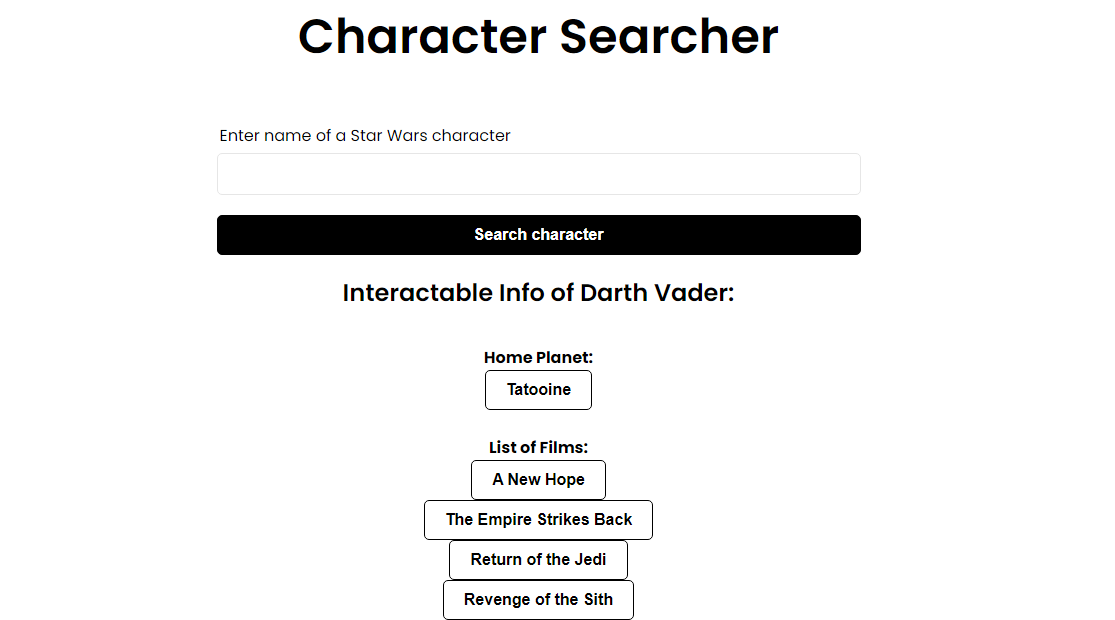 Character Searcher
Enter name of a Star Wars character
Search character
Interactable Info of Darth Vader:
Home Planet:
Tatooine
List of Films:
A New Hope
The Empire Strikes Back
Return of the Jedi
Revenge of the Sith